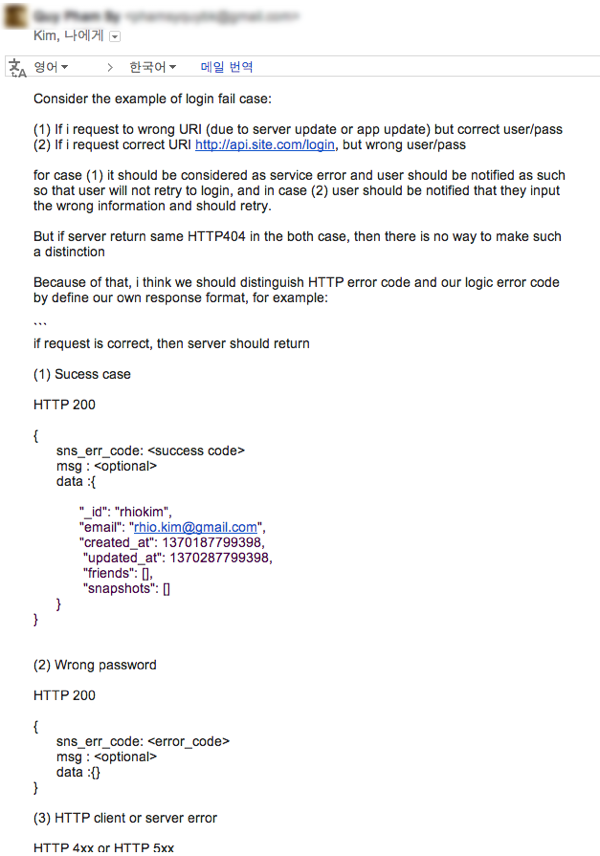 Kim, 나에게
영어 > 한국어 메일 번역
Consider the example of login fail case:
(1) If i request to wrong URI (due to server update or app update) but correct user/pass
(2) If i request correct URI http://api.site.com/login, but wrong user/pass
for case (1) it should be considered as service error and user should be notified as such
so that user will not retry to login, and in case (2) user should be notified that they input
the wrong information and should retry.
But if server return same HTTP404 in the both case, then there is no way to make such
a distinction
Because of that, i think we should distinguish HTTP error code and our logic error code
by define our own response format, for example:
```
if request is correct, then server should return
(1) Sucess case
HTTP 200
{
sns_err_code: <success code>
msg : <optional>
data :{
"_id": "rhiokim",
"email": "rhio.kim@gmail.com",
"created_at": 1370187799398,
"updated_at": 1370287799398,
"friends": [],
"snapshots": []
}
}
(2) Wrong password
HTTP 200
{
sns_err_code: <error_code>
msg : <optional>
data :{}
}
(3) HTTP client or server error
HTTP 4xx or HTTP 5xx